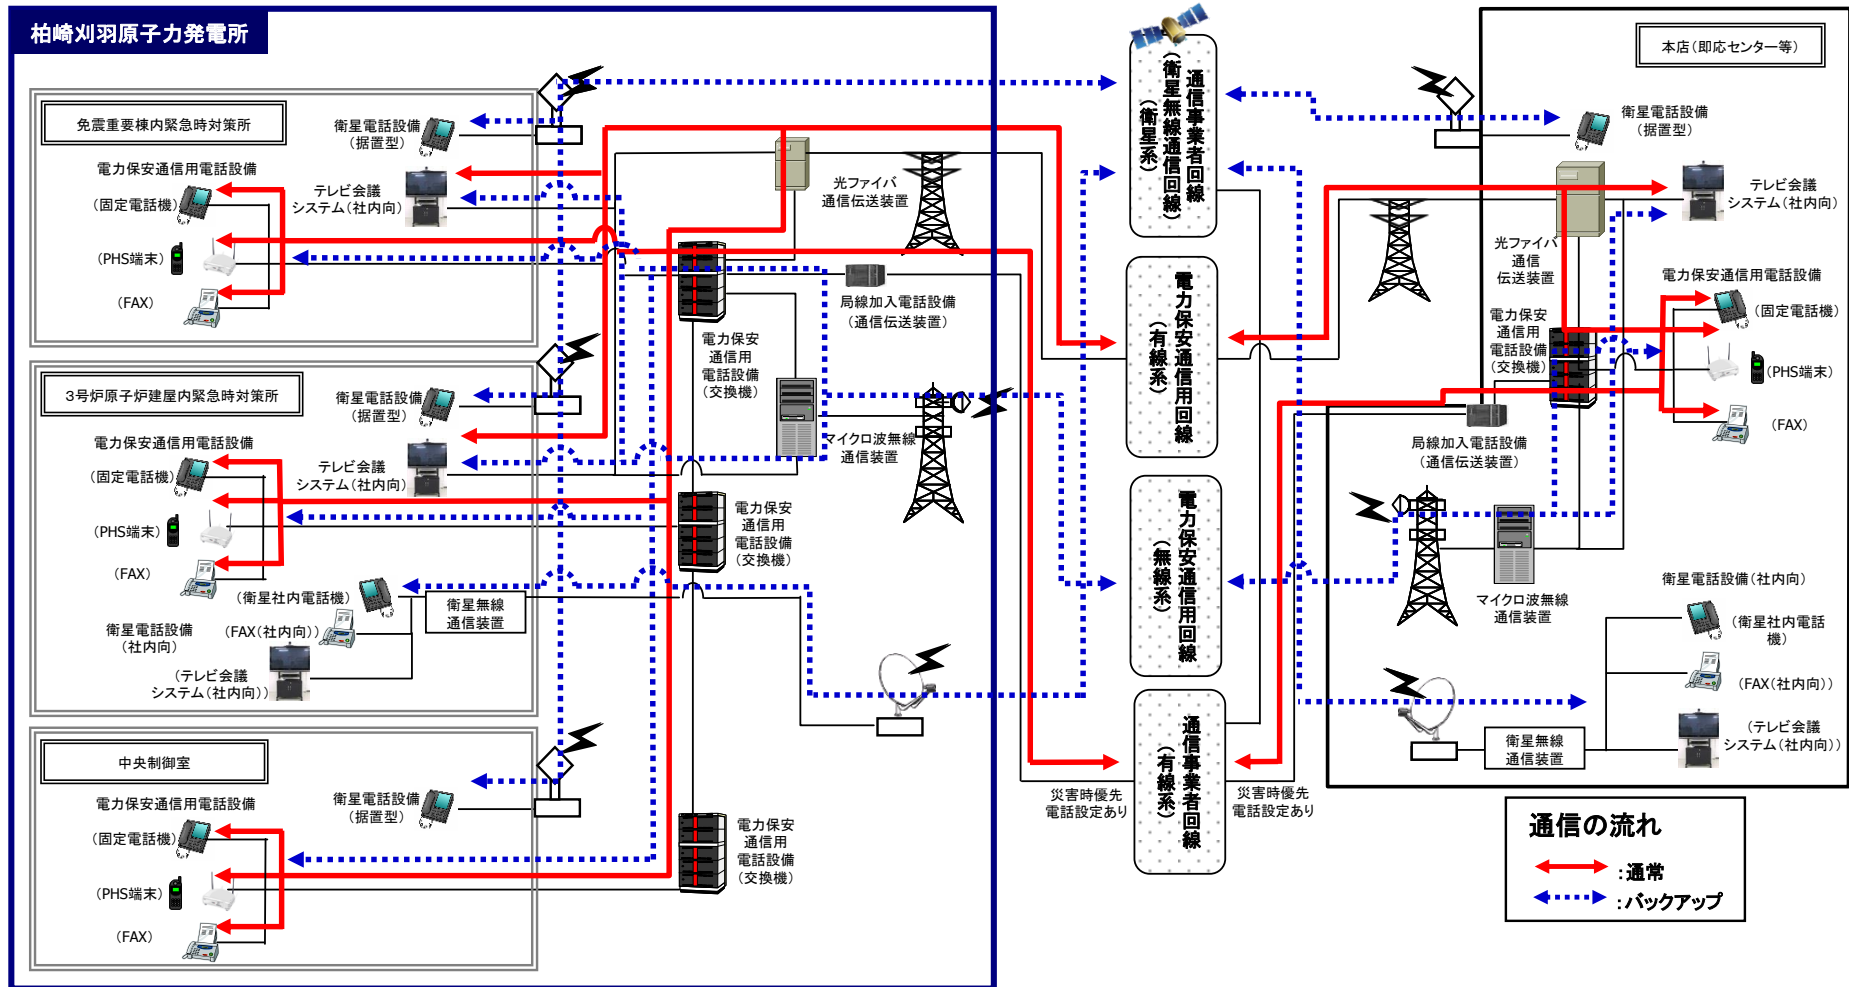 柏崎刈羽原子力発電所
免震重要棟内緊急時対策所
衛星電話設備
(据置型)
電力保安通信用電話設備
(固定電話機)
テレビ会議
システム(社内向)
(PHS端末)
(FAX)
3号炉原子炉建屋内緊急時対策所
衛星電話設備
(据置型)
電力保安通信用電話設備
(固定電話機)
テレビ会議
システム(社内向)
(PHS端末)
(FAX)
(衛星社内電話機)
衛星電話設備
(社内向)
(FAX(社内向))
(テレビ会議
システム(社内向))
衛星無線
通信装置
中央制御室
電力保安通信用電話設備
(固定電話機)
衛星電話設備
(据置型)
(PHS端末)
(FAX)
光ファイバ
通信伝送装置
局線加入電話設備
(通信伝送装置)
電力保安
通信用
電話設備
(交換機)
マイクロ波無線
通信装置
電力保安
通信用
電話設備
(交換機)
電力保安
通信用
電話設備
(交換機)
通信事業者回線
(衛星無線通信回線)
(衛星系)
電力保安通信用回線
(有線系)
電力保安通信用回線
(無線系)
通信事業者回線
(有線系)
災害時優先
電話設定あり
災害時優先
電話設定あり
本店(即応センター等)
衛星電話設備
(据置型)
テレビ会議
システム(社内向)
光ファイバ
通信
伝送装置
電力保安通信用電話設備
(固定電話機)
電力保安
通信用
電話設備
(交換機)
(PHS端末)
(FAX)
局線加入電話設備
(通信伝送装置)
マイクロ波無線
通信装置
衛星電話設備(社内向)
(衛星社内電話
機)
(FAX(社内向))
(テレビ会議
システム(社内向))
衛星無線
通信装置
通信の流れ
:通常
:バックアップ